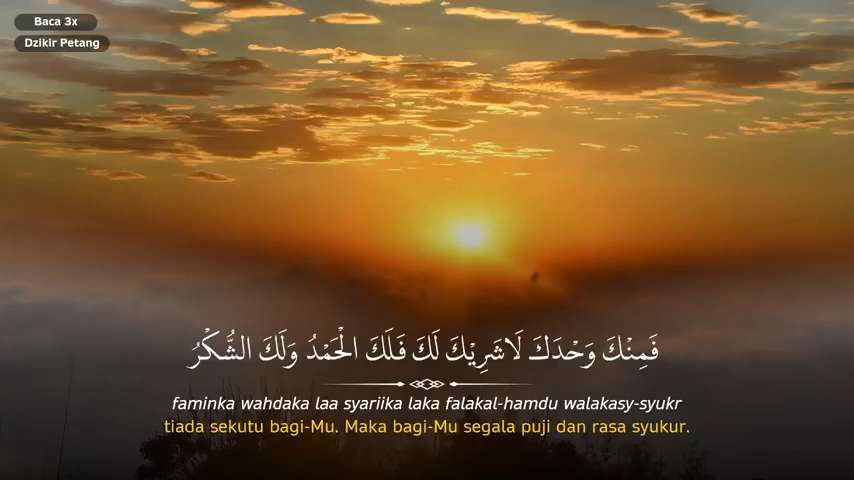 Baca 3x
Dzikir Petang
فَمِنْكَ وَحْدَكَ لَاشَرِيْكَ لَكَ فَلَكَ الْحَمْدُ وَلَكَ الشُّكْرُ
faminka wahdaka laa syariika laka falakal-hamdu walakasy-syukr
tiada sekutu bagi-Mu. Maka bagi-Mu segala puji dan rasa syukur.